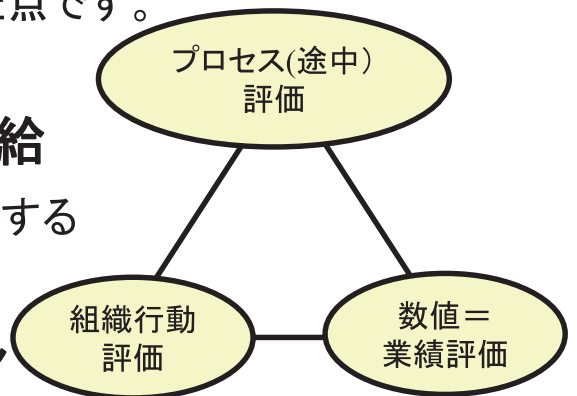 点です。
プロセス(途中）
評価
給
する
組織行動
評価
数値＝
業績評価